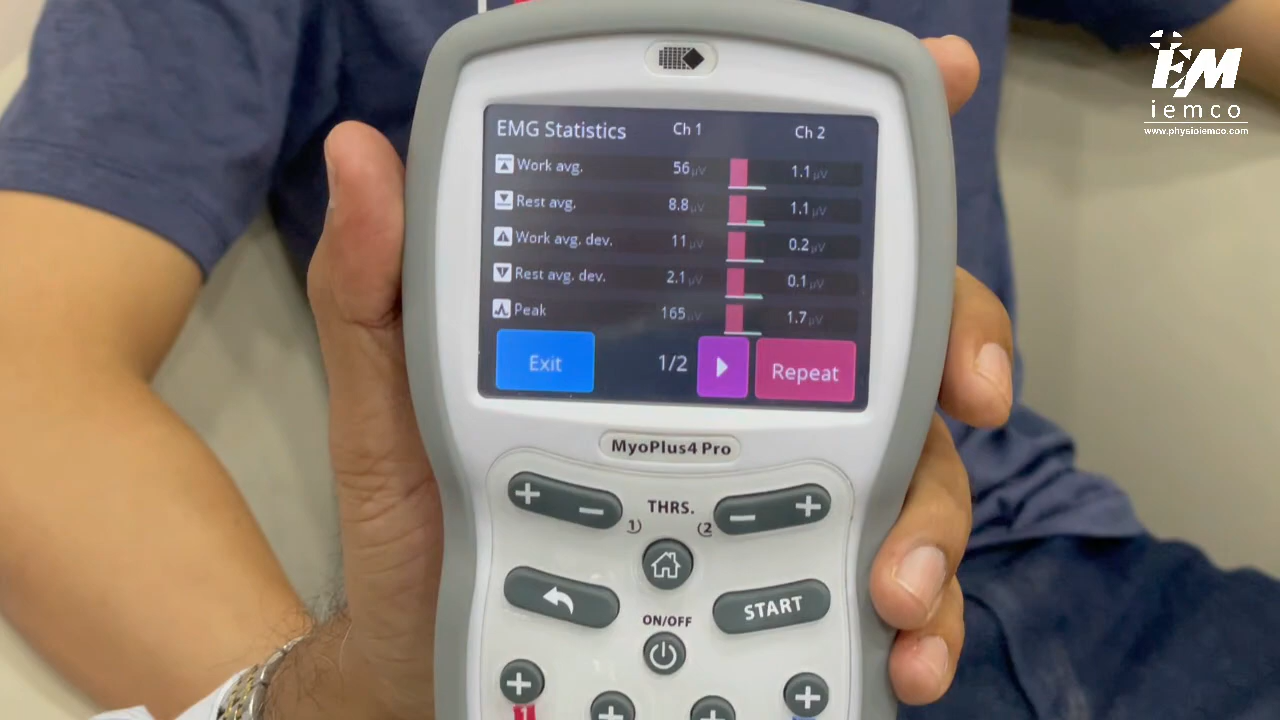 EM
iemco
www.physioiemco.com
EMG Statistics Ch 1 Ch 2
Work avg. 56 µV 1.1 µV
Rest avg. 8.8 µV 1.1 µV
Work avg. dev. 11 µV 0.2 µV
Rest avg. dev. 2.1 µV 0.1 µV
Peak 165 µV 1.7 µV
Exit 1/2 Repeat
MyoPlus4 Pro
+ − THRS. − +
1) (2
START
ON/OFF
+ + + +
1